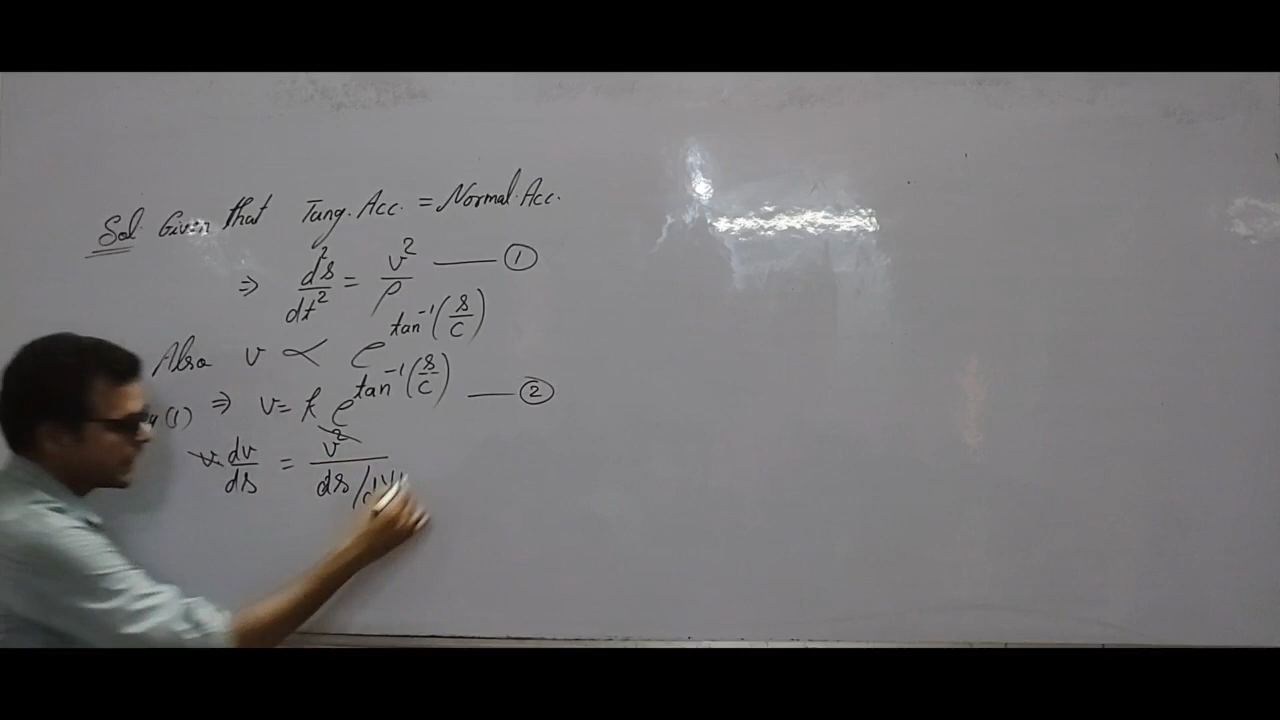 Sol. Given that Tang. Acc. = Normal. Acc.
⇒ d²s/dt² = v²/ρ —— ①
Also v ∝ e^{tan⁻¹(s/c)}
(1) ⇒ v = k e^{tan⁻¹(s/c)} —— ②
v dv/ds = v²/ds/dψ